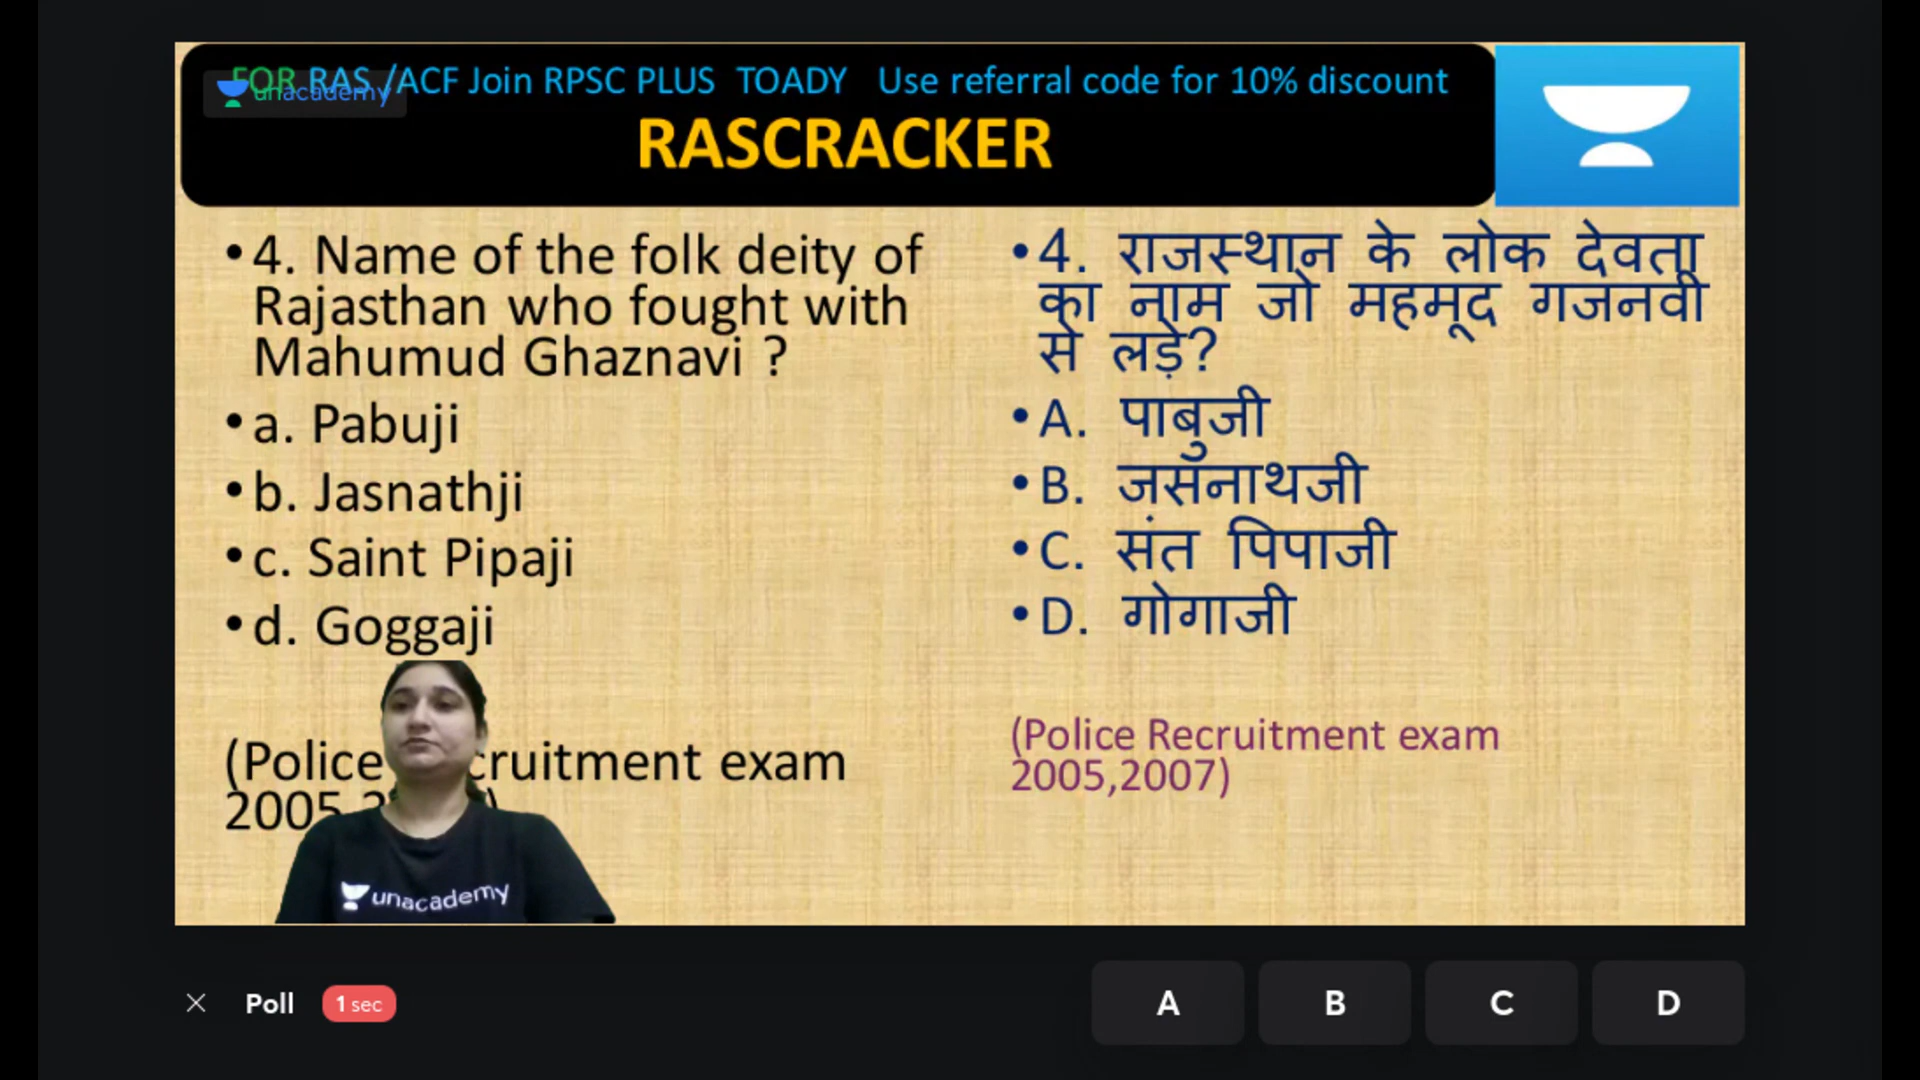 FOR RAS /ACF Join RPSC PLUS TOADY Use referral code for 10% discount
unacademy
RASCRACKER
•4. Name of the folk deity of
Rajasthan who fought with
Mahumud Ghaznavi ?
•a. Pabuji
•b. Jasnathji
•c. Saint Pipaji
•d. Goggaji
(Police cruitment exam
2005
•4. राजस्थान के लोक देवता
का नाम जो महमूद गजनवी
से लड़े?
•A. पाबुजी
•B. जसनाथजी
•C. संत पिपाजी
•D. गोगाजी
(Police Recruitment exam
2005,2007)
unacademy
Poll 1 sec
A B C D